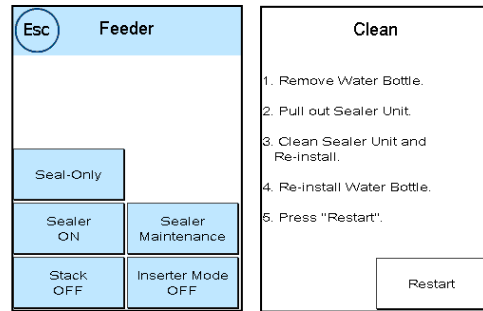 Esc Feeder
Seal-Only
Sealer
ON
Sealer
Maintenance
Stack
OFF
Inserter Mode
OFF
Clean
1. Remove Water Bottle.
2. Pull out Sealer Unit.
3. Clean Sealer Unit and
Re-install.
4. Re-install Water Bottle.
5. Press "Restart".
Restart